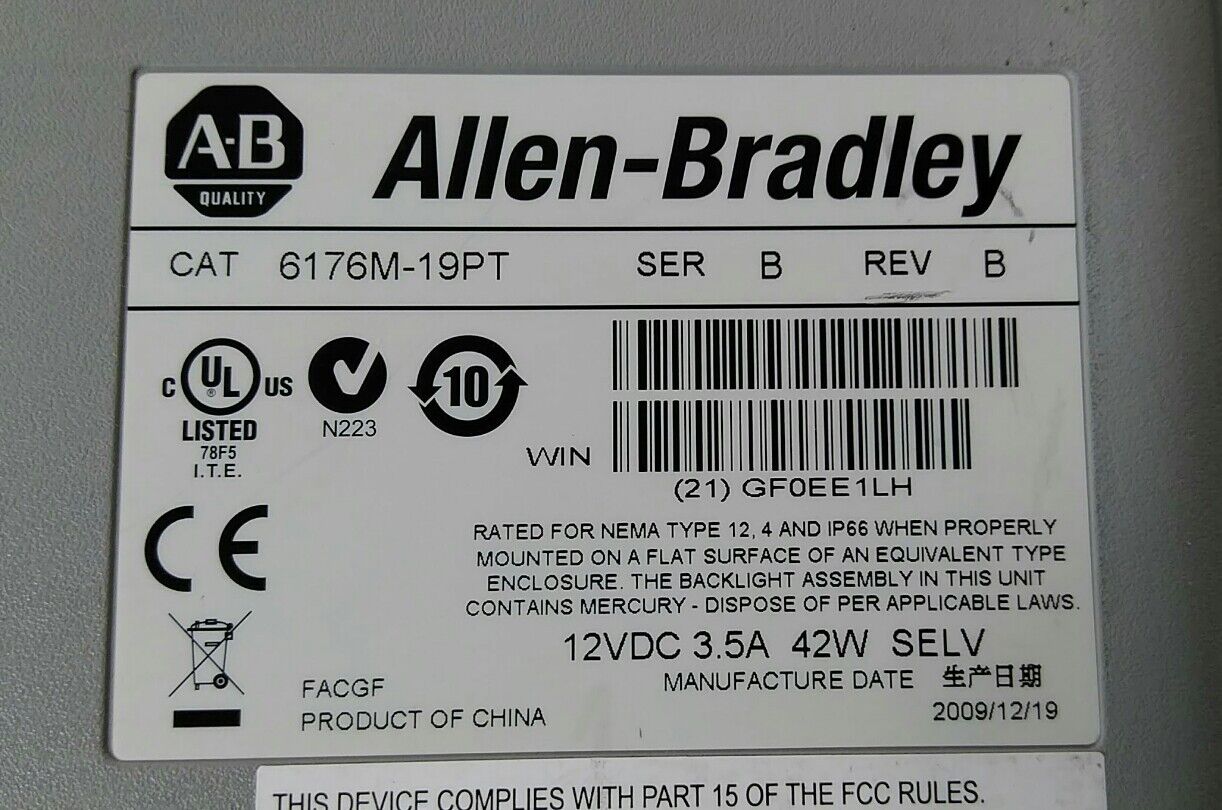 A-B
QUALITY
Allen-Bradley
CAT 6176M-19PT SER B REV B
C UL ® US
LISTED
78F5
I.T.E.
N223
10
WIN
(21) GF0EE1LH
CE
RATED FOR NEMA TYPE 12, 4 AND IP66 WHEN PROPERLY
MOUNTED ON A FLAT SURFACE OF AN EQUIVALENT TYPE
ENCLOSURE. THE BACKLIGHT ASSEMBLY IN THIS UNIT
CONTAINS MERCURY - DISPOSE OF PER APPLICABLE LAWS.
12VDC 3.5A 42W SELV
MANUFACTURE DATE 生产日期
2009/12/19
FACGF
PRODUCT OF CHINA
THIS DEVICE COMPLIES WITH PART 15 OF THE FCC RULES.